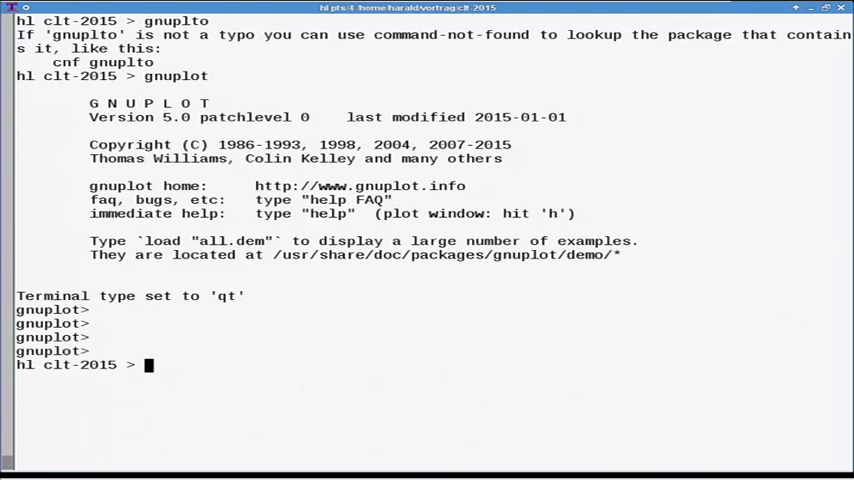 hl pts/4 /home/harald/vortrag/clt-2015
hl clt-2015 > gnuplto
If 'gnuplto' is not a typo you can use command-not-found to lookup the package that contain
s it, like this:
    cnf gnuplto
hl clt-2015 > gnuplot
G N U P L O T
Version 5.0 patchlevel 0    last modified 2015-01-01
Copyright (C) 1986-1993, 1998, 2004, 2007-2015
Thomas Williams, Colin Kelley and many others
gnuplot home:     http://www.gnuplot.info
faq, bugs, etc:   type "help FAQ"
immediate help:   type "help"  (plot window: hit 'h')
Type `load "all.dem"` to display a large number of examples.
They are located at /usr/share/doc/packages/gnuplot/demo/*
Terminal type set to 'qt'
gnuplot>
gnuplot>
gnuplot>
gnuplot>
hl clt-2015 >